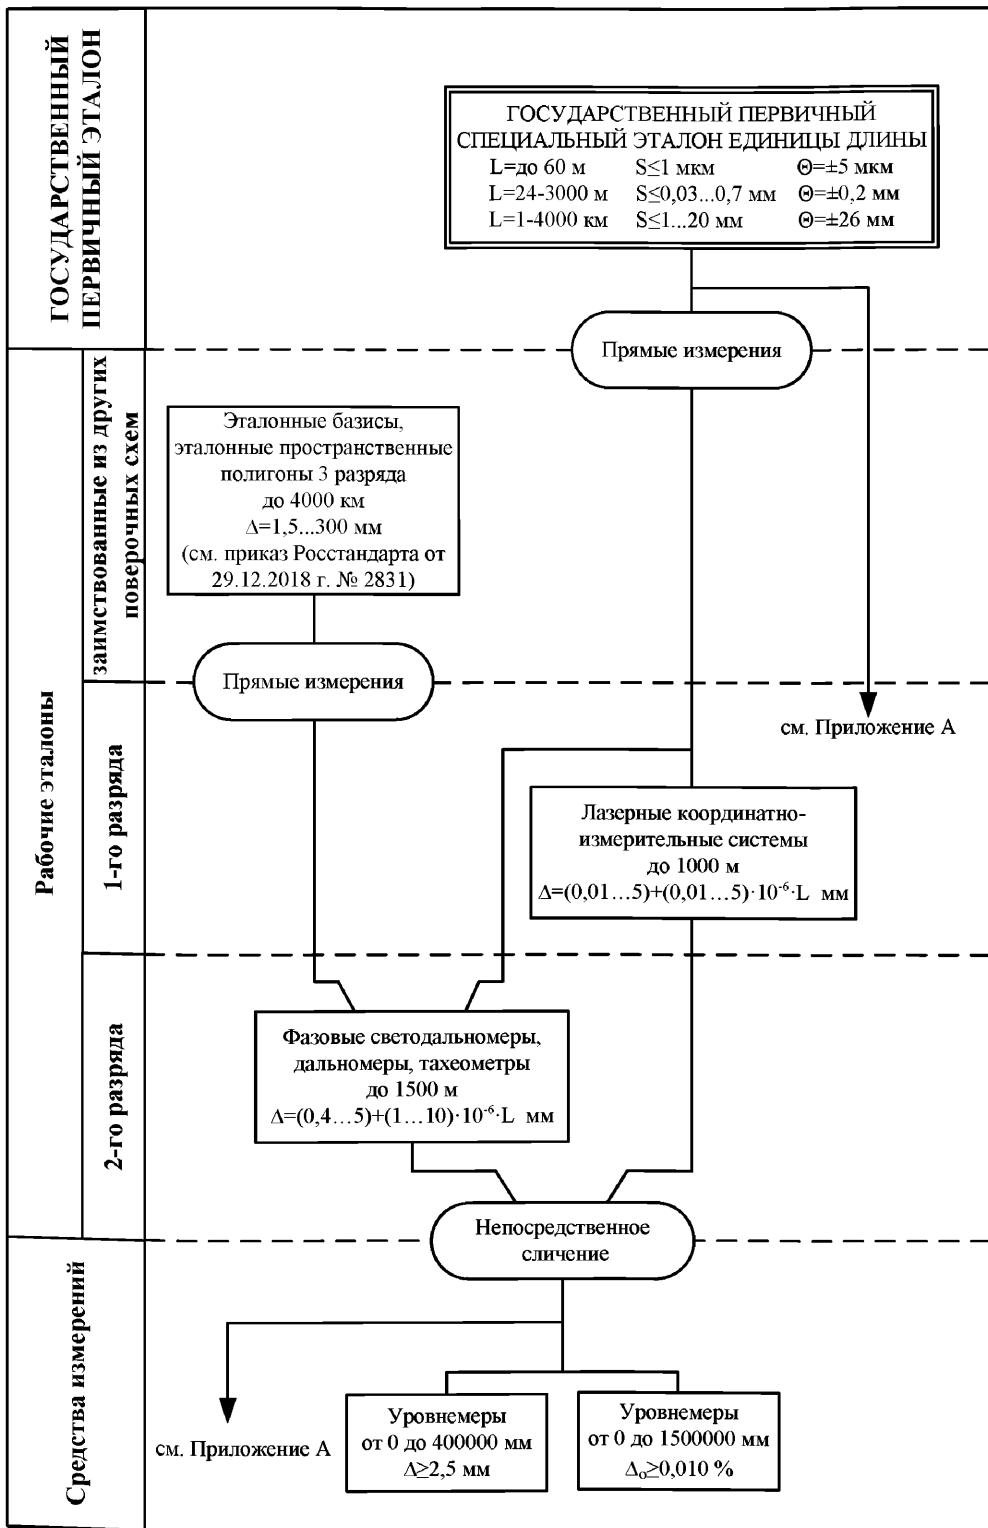 ГОСУДАРСТВЕННЫЙ
ПЕРВИЧНЫЙ ЭТАЛОН
ГОСУДАРСТВЕННЫЙ ПЕРВИЧНЫЙ
СПЕЦИАЛЬНЫЙ ЭТАЛОН ЕДИНИЦЫ ДЛИНЫ
L=до 60 м S≤1 мкм Θ=±5 мкм
L=24-3000 м S≤0,03...0,7 мм Θ=±0,2 мм
L=1-4000 км S≤1...20 мм Θ=±26 мм
Прямые измерения
Рабочие эталоны
заимствованные из других
поверочных схем
Эталонные базисы,
эталонные пространственные
полигоны 3 разряда
до 4000 км
Δ=1,5...300 мм
(см. приказ Росстандарта от
29.12.2018 г. № 2831)
Прямые измерения
см. Приложение А
1-го разряда
Лазерные координатно-
измерительные системы
до 1000 м
Δ=(0,01...5)+(0,01...5)·10⁻⁶·L мм
2-го разряда
Фазовые светодальномеры,
дальномеры, тахеометры
до 1500 м
Δ=(0,4...5)+(1...10)·10⁻⁶·L мм
Непосредственное
сличение
Средства измерений
см. Приложение А
Уровнемеры
от 0 до 400000 мм
Δ≥2,5 мм
Уровнемеры
от 0 до 1500000 мм
Δₒ≥0,010 %